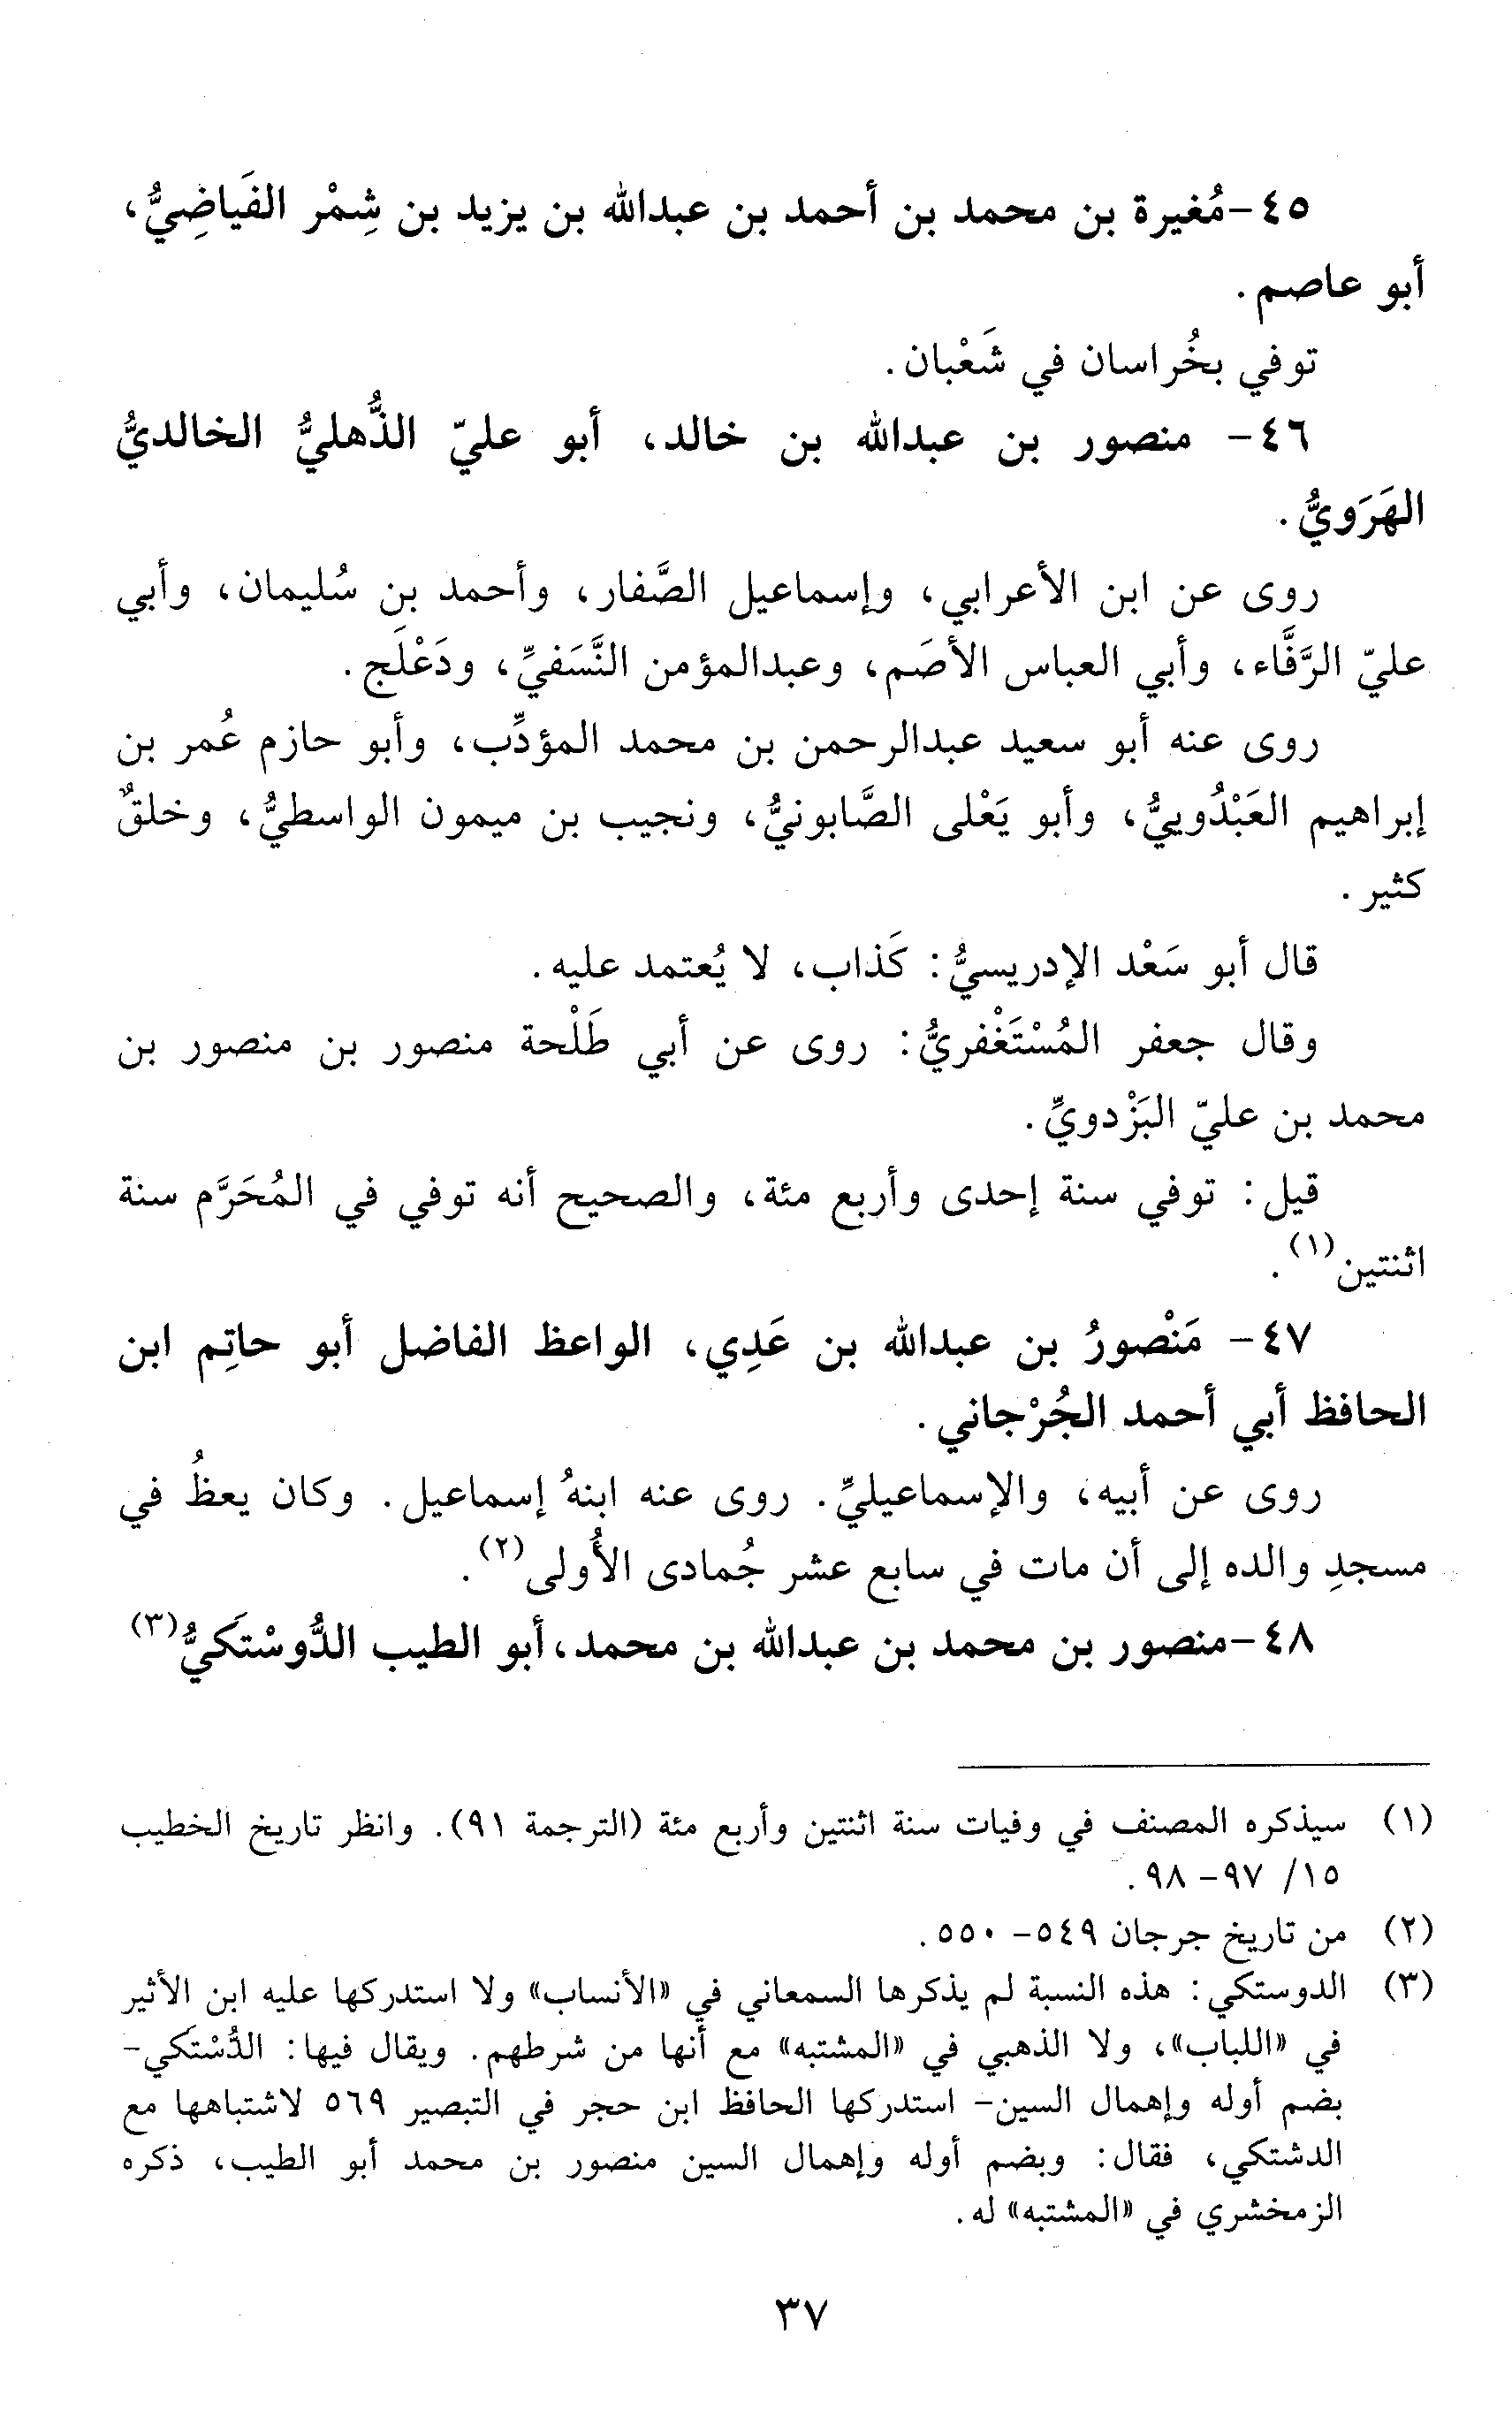 ٤٥-مُغيرة بن محمد بن أحمد بن عبدالله بن يزيد بن شِمْر الفَياضِيُّ،
أبو عاصم.
توفي بخُراسان في شَعْبان.
٤٦- منصور بن عبدالله بن خالد، أبو عليّ الذُّهليُّ الخالديُّ
الهَرَويُّ.
روى عن ابن الأعرابي، وإسماعيل الصَّفار، وأحمد بن سُليمان، وأبي
عليّ الرَّفَّاء، وأبي العباس الأصَم، وعبدالمؤمن النَّسَفيِّ، ودَعْلَج.
روى عنه أبو سعيد عبدالرحمن بن محمد المؤدِّب، وأبو حازم عُمر بن
إبراهيم العَبْدُوييُّ، وأبو يَعْلى الصَّابونيُّ، ونجيب بن ميمون الواسطيُّ، وخلقٌ
كثير.
قال أبو سَعْد الإدريسيُّ: كَذاب، لا يُعتمد عليه.
وقال جعفر المُسْتَغْفريُّ: روى عن أبي طَلْحة منصور بن منصور بن
محمد بن عليّ البَزْدويِّ.
قيل: توفي سنة إحدى وأربع مئة، والصحيح أنه توفي في المُحَرَّم سنة
اثنتين(١).
٤٧- مَنْصورُ بن عبدالله بن عَدِي، الواعظ الفاضل أبو حاتِم ابن
الحافظ أبي أحمد الجُرْجاني.
روى عن أبيه، والإسماعيليِّ. روى عنه ابنهُ إسماعيل. وكان يعظُ في
مسجدِ والده إلى أن مات في سابع عشر جُمادى الأُولى(٢).
٤٨-منصور بن محمد بن عبدالله بن محمد، أبو الطيب الدُّوسْتَكيُّ(٣)
(١) سيذكره المصنف في وفيات سنة اثنتين وأربع مئة (الترجمة ٩١). وانظر تاريخ الخطيب
١٥/ ٩٧- ٩٨.
(٢) من تاريخ جرجان ٥٤٩- ٥٥٠.
(٣) الدوستكي: هذه النسبة لم يذكرها السمعاني في «الأنساب» ولا استدركها عليه ابن الأثير
في «اللباب»، ولا الذهبي في «المشتبه» مع أنها من شرطهم. ويقال فيها: الدُّسْتَكي-
بضم أوله وإهمال السين- استدركها الحافظ ابن حجر في التبصير ٥٦٩ لاشتباهها مع
الدشتكي، فقال: وبضم أوله وإهمال السين منصور بن محمد أبو الطيب، ذكره
الزمخشري في «المشتبه» له.
٣٧